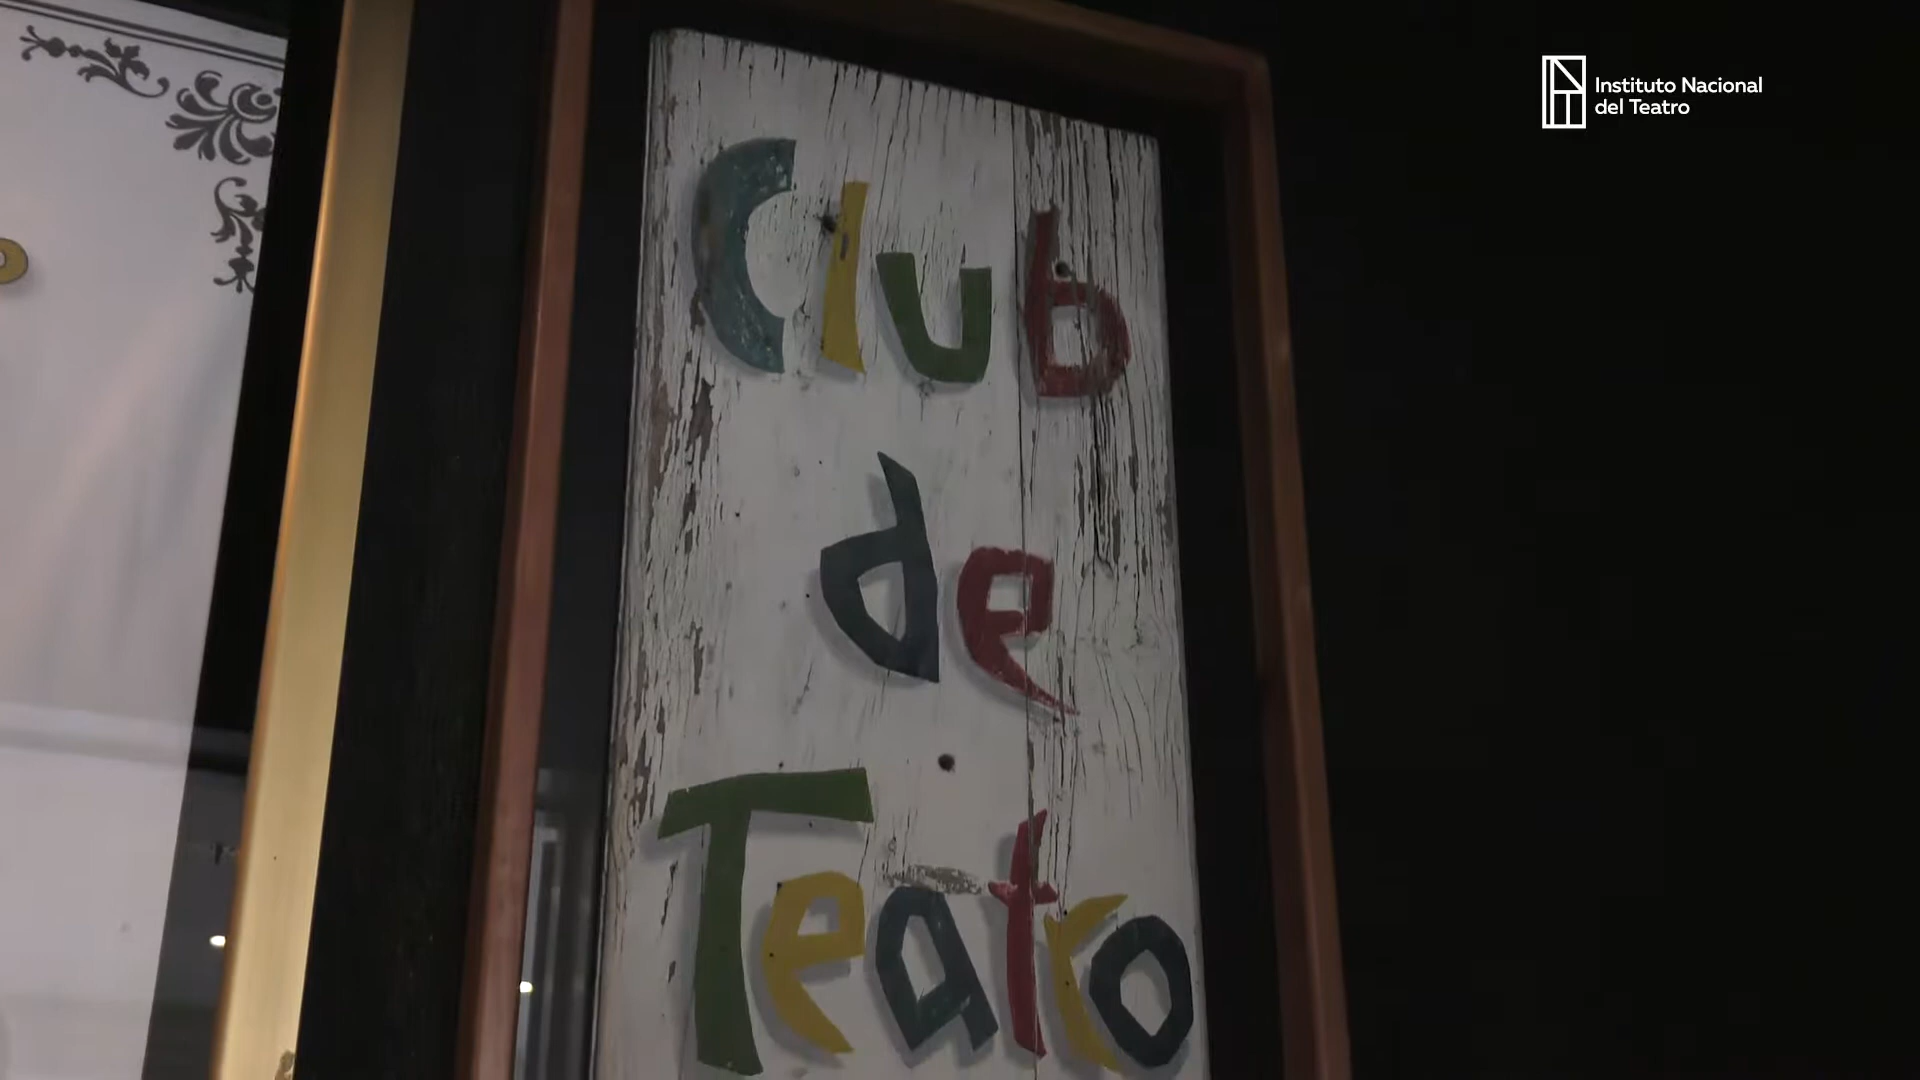 Club
de
Teatro
Instituto Nacional
del Teatro